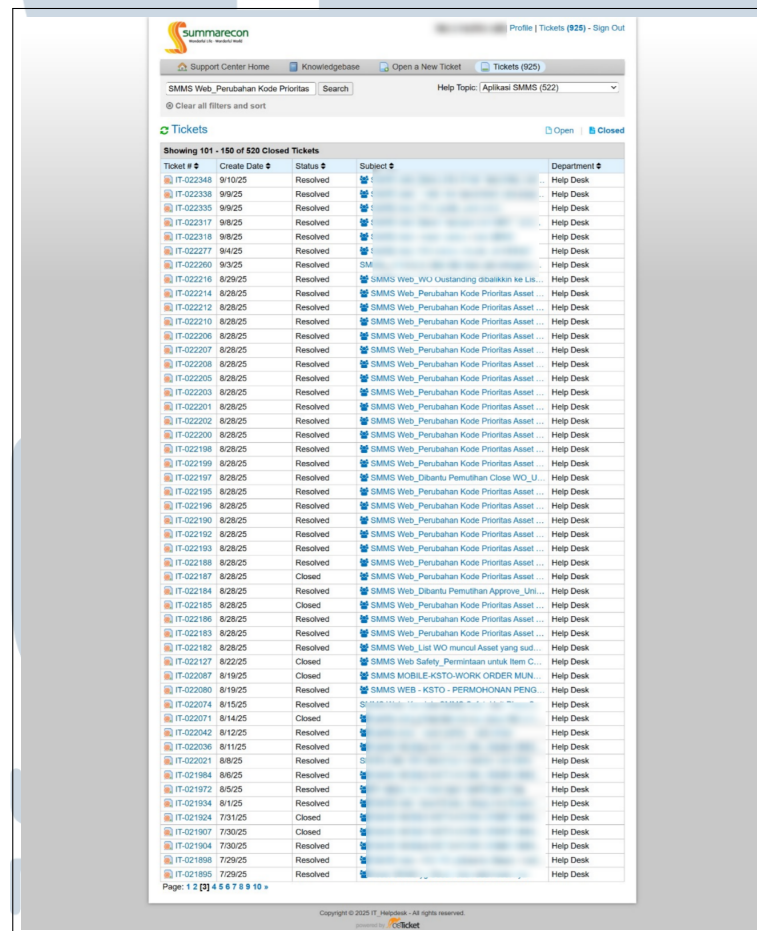 summarecon
Wonderful Life - Wonderful World
Profile | Tickets (925) - Sign Out
Support Center Home Knowledgebase Open a New Ticket Tickets (925)
SMMS Web_Perubahan Kode Prioritas Search Help Topic: Aplikasi SMMS (522)
Clear all filters and sort
Tickets Open | Closed
Showing 101 - 150 of 520 Closed Tickets
Ticket # Create Date Status Subject Department
IT-022348 9/10/25 Resolved Help Desk
IT-022338 9/9/25 Resolved Help Desk
IT-022335 9/9/25 Resolved Help Desk
IT-022317 9/8/25 Resolved Help Desk
IT-022318 9/8/25 Resolved Help Desk
IT-022277 9/4/25 Resolved Help Desk
IT-022260 9/3/25 Resolved Help Desk
IT-022216 8/29/25 Resolved SMMS Web_WO Oustanding dibalikkin ke Lis... Help Desk
IT-022214 8/28/25 Resolved SMMS Web_Perubahan Kode Prioritas Asset ... Help Desk
IT-022212 8/28/25 Resolved SMMS Web_Perubahan Kode Prioritas Asset ... Help Desk
IT-022210 8/28/25 Resolved SMMS Web_Perubahan Kode Prioritas Asset ... Help Desk
IT-022206 8/28/25 Resolved SMMS Web_Perubahan Kode Prioritas Asset ... Help Desk
IT-022207 8/28/25 Resolved SMMS Web_Perubahan Kode Prioritas Asset ... Help Desk
IT-022208 8/28/25 Resolved SMMS Web_Perubahan Kode Prioritas Asset ... Help Desk
IT-022205 8/28/25 Resolved SMMS Web_Perubahan Kode Prioritas Asset ... Help Desk
IT-022203 8/28/25 Resolved SMMS Web_Perubahan Kode Prioritas Asset ... Help Desk
IT-022201 8/28/25 Resolved SMMS Web_Perubahan Kode Prioritas Asset ... Help Desk
IT-022202 8/28/25 Resolved SMMS Web_Perubahan Kode Prioritas Asset ... Help Desk
IT-022200 8/28/25 Resolved SMMS Web_Perubahan Kode Prioritas Asset ... Help Desk
IT-022198 8/28/25 Resolved SMMS Web_Perubahan Kode Prioritas Asset ... Help Desk
IT-022199 8/28/25 Resolved SMMS Web_Perubahan Kode Prioritas Asset ... Help Desk
IT-022197 8/28/25 Resolved SMMS Web_Dibantu Pemutihan Close WO_U... Help Desk
IT-022195 8/28/25 Resolved SMMS Web_Perubahan Kode Prioritas Asset ... Help Desk
IT-022196 8/28/25 Resolved SMMS Web_Perubahan Kode Prioritas Asset ... Help Desk
IT-022190 8/28/25 Resolved SMMS Web_Perubahan Kode Prioritas Asset ... Help Desk
IT-022192 8/28/25 Resolved SMMS Web_Perubahan Kode Prioritas Asset ... Help Desk
IT-022193 8/28/25 Resolved SMMS Web_Perubahan Kode Prioritas Asset ... Help Desk
IT-022188 8/28/25 Resolved SMMS Web_Perubahan Kode Prioritas Asset ... Help Desk
IT-022187 8/28/25 Closed SMMS Web_Perubahan Kode Prioritas Asset ... Help Desk
IT-022184 8/28/25 Resolved SMMS Web_Dibantu Pemutihan Approve_Uni... Help Desk
IT-022185 8/28/25 Closed SMMS Web_Perubahan Kode Prioritas Asset ... Help Desk
IT-022186 8/28/25 Resolved SMMS Web_Perubahan Kode Prioritas Asset ... Help Desk
IT-022183 8/28/25 Resolved SMMS Web_Perubahan Kode Prioritas Asset ... Help Desk
IT-022182 8/28/25 Resolved SMMS Web_List WO muncul Asset yang sud... Help Desk
IT-022127 8/22/25 Closed SMMS Web Safety_Permintaan untuk Item C... Help Desk
IT-022087 8/19/25 Closed SMMS MOBILE-KSTO-WORK ORDER MUN... Help Desk
IT-022080 8/19/25 Resolved SMMS WEB - KSTO - PERMOHONAN PENG... Help Desk
IT-022074 8/15/25 Resolved Help Desk
IT-022071 8/14/25 Closed Help Desk
IT-022042 8/12/25 Resolved Help Desk
IT-022036 8/11/25 Resolved Help Desk
IT-022021 8/8/25 Resolved Help Desk
IT-021984 8/6/25 Resolved Help Desk
IT-021972 8/5/25 Resolved Help Desk
IT-021934 8/1/25 Resolved Help Desk
IT-021924 7/31/25 Closed Help Desk
IT-021907 7/30/25 Closed Help Desk
IT-021904 7/30/25 Resolved Help Desk
IT-021898 7/29/25 Resolved Help Desk
IT-021895 7/29/25 Resolved Help Desk
Page: 1 2 [3] 4 5 6 7 8 9 10 »
Copyright © 2025 IT_Helpdesk - All rights reserved.
powered by osTicket